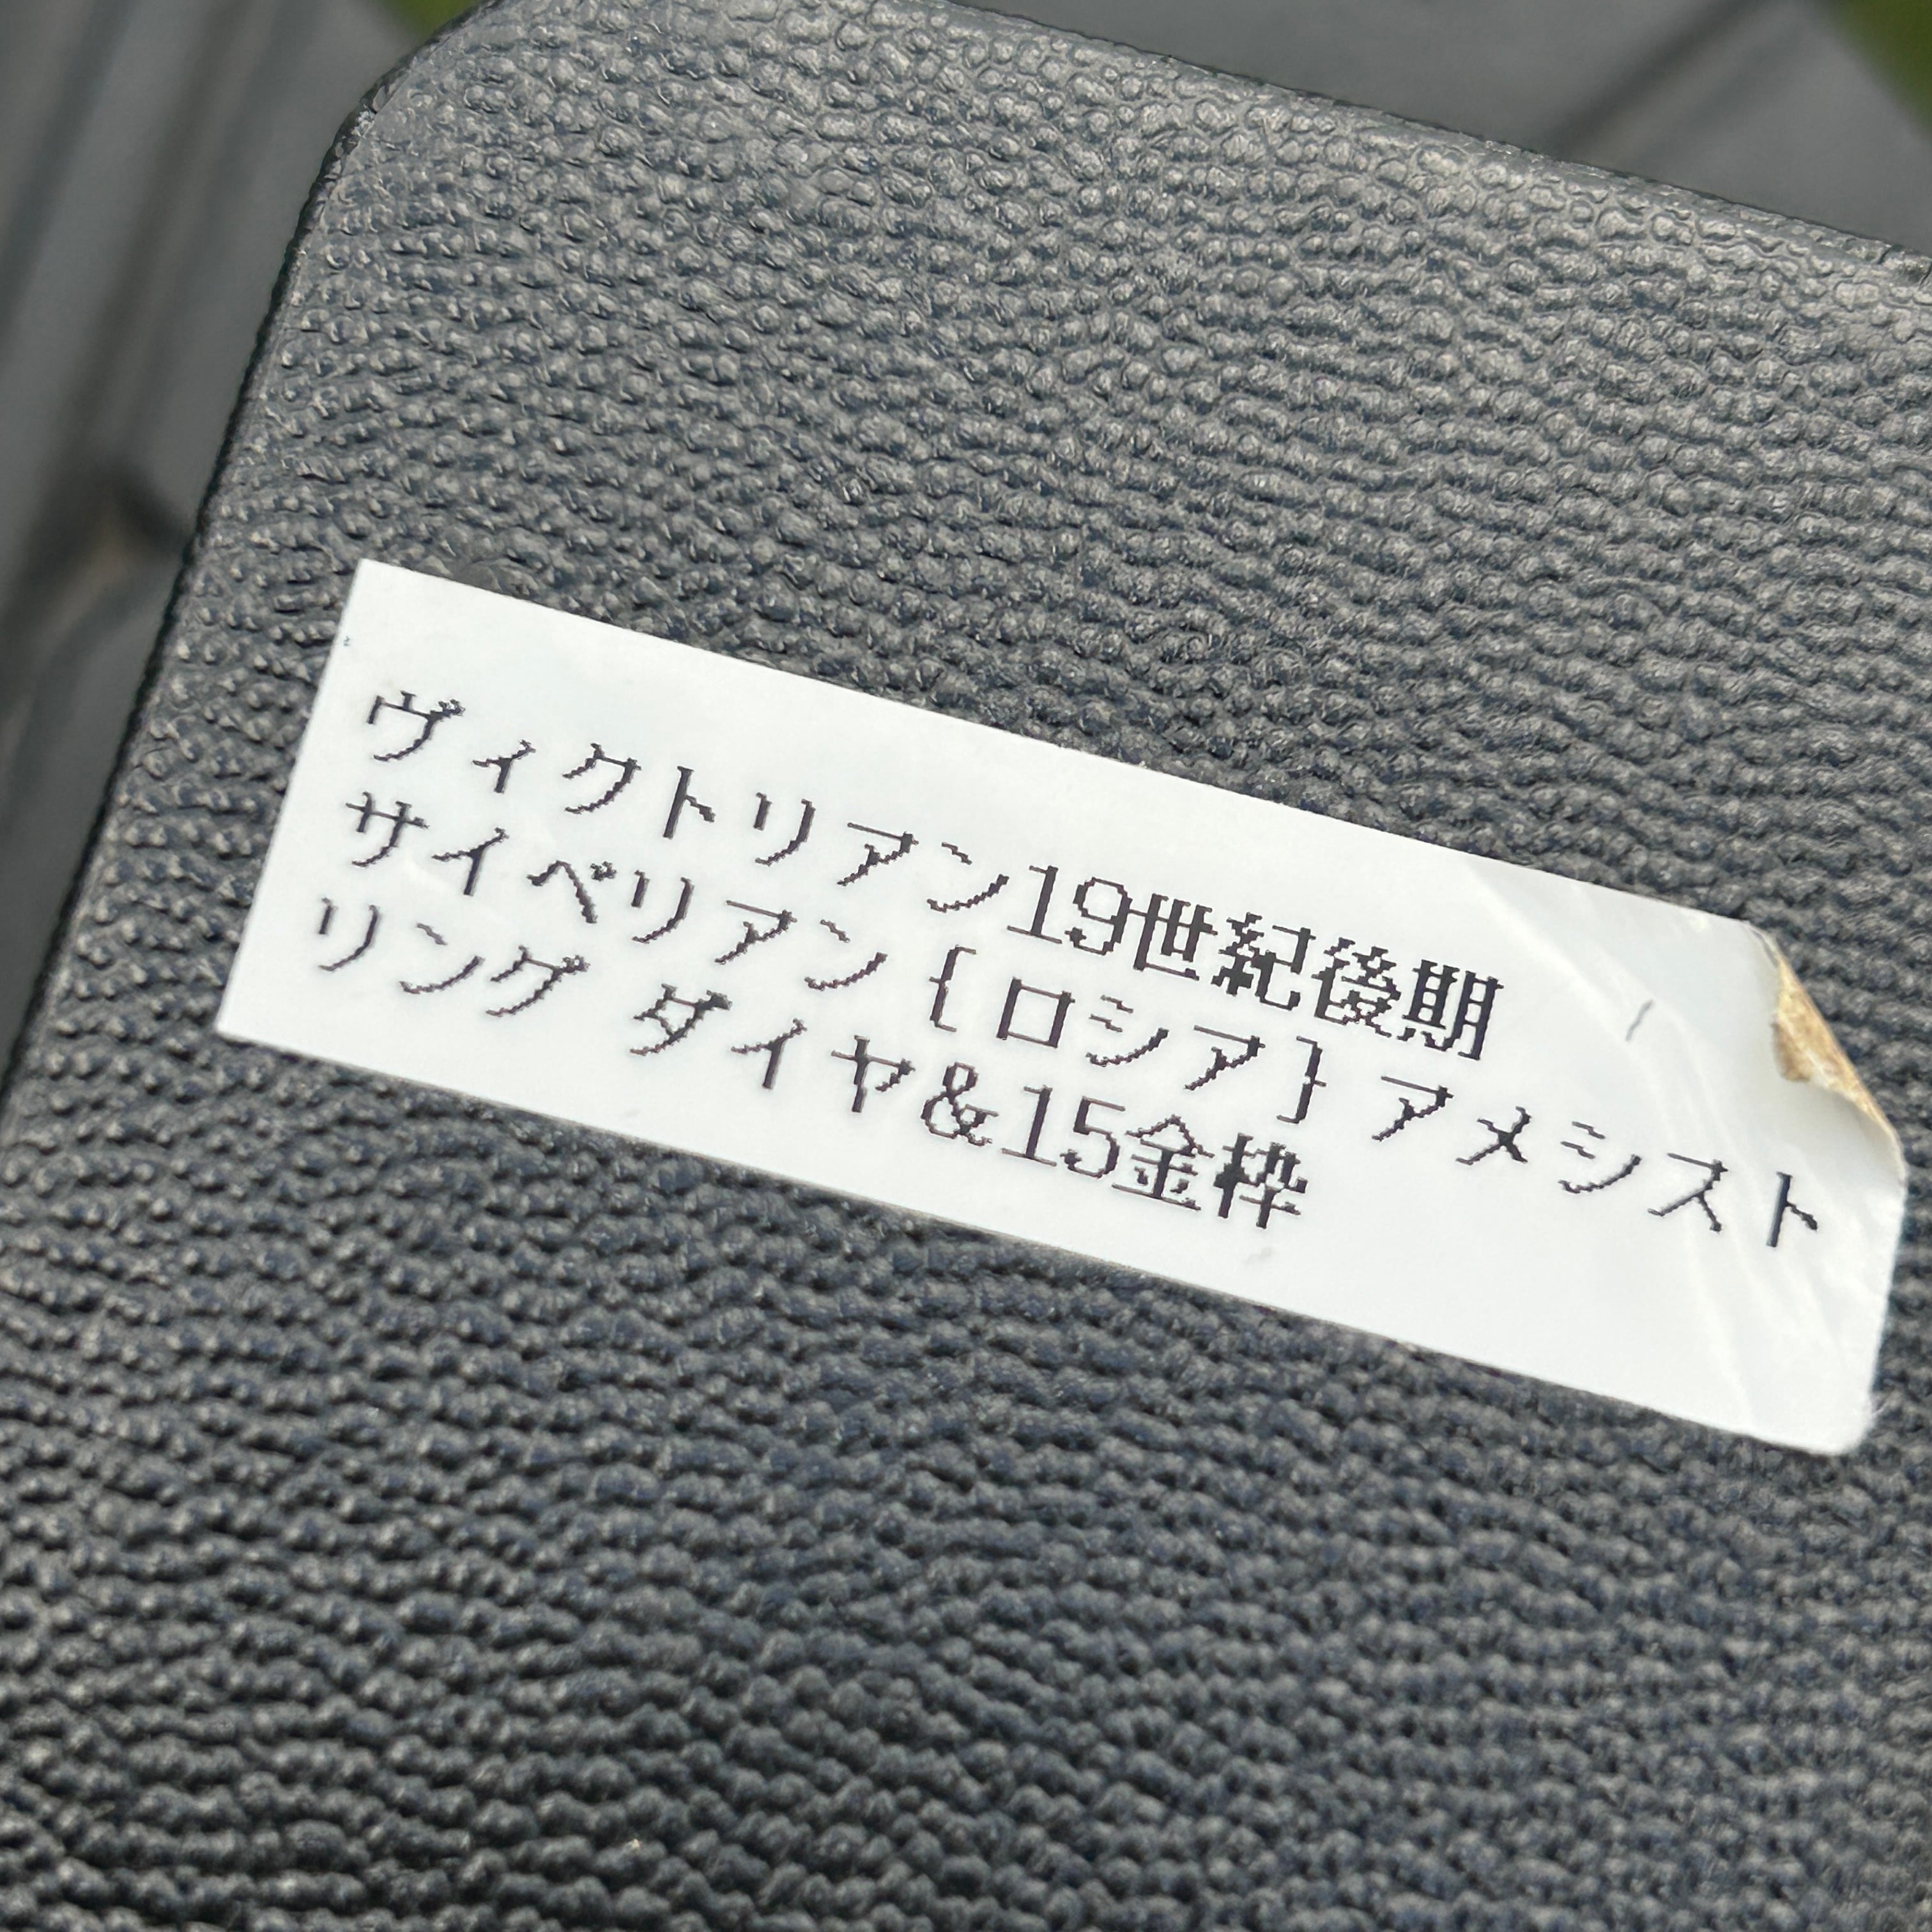 ヴィクトリアン19世紀後期
サイベリアン{ロシア}アメシスト
リング ダイヤ&15金枠